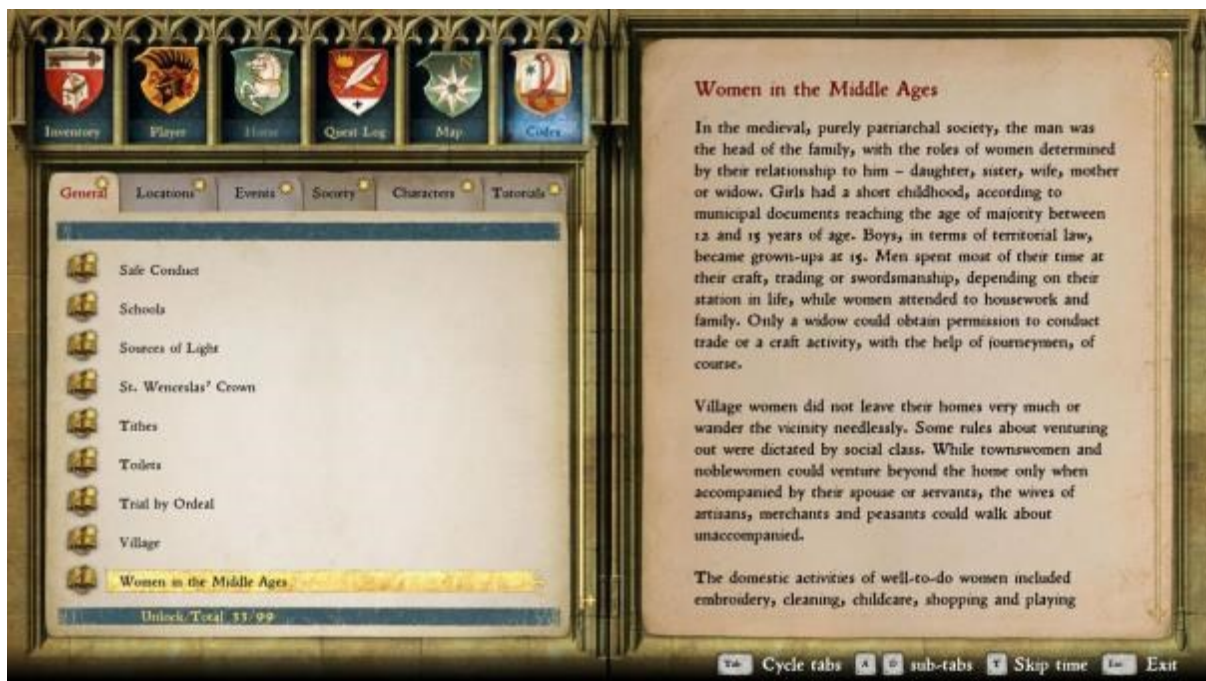 Inventory
Player
Horse
Quest Log
Map
Codex
General
Locations
Events
Society
Characters
Tutorials
Safe Conduct
Schools
Sources of Light
St. Wenceslas' Crown
Tithes
Toilets
Trial by Ordeal
Village
Women in the Middle Ages
Unlock/Total 33/99
Women in the Middle Ages
In the medieval, purely patriarchal society, the man was
the head of the family, with the roles of women determined
by their relationship to him – daughter, sister, wife, mother
or widow. Girls had a short childhood, according to
municipal documents reaching the age of majority between
12 and 15 years of age. Boys, in terms of territorial law,
became grown-ups at 15. Men spent most of their time at
their craft, trading or swordsmanship, depending on their
station in life, while women attended to housework and
family. Only a widow could obtain permission to conduct
trade or a craft activity, with the help of journeymen, of
course.
Village women did not leave their homes very much or
wander the vicinity needlessly. Some rules about venturing
out were dictated by social class. While townswomen and
noblewomen could venture beyond the home only when
accompanied by their spouse or servants, the wives of
artisans, merchants and peasants could walk about
unaccompanied.
The domestic activities of well-to-do women included
embroidery, cleaning, childcare, shopping and playing
Tab Cycle tabs A D sub-tabs T Skip time Esc Exit